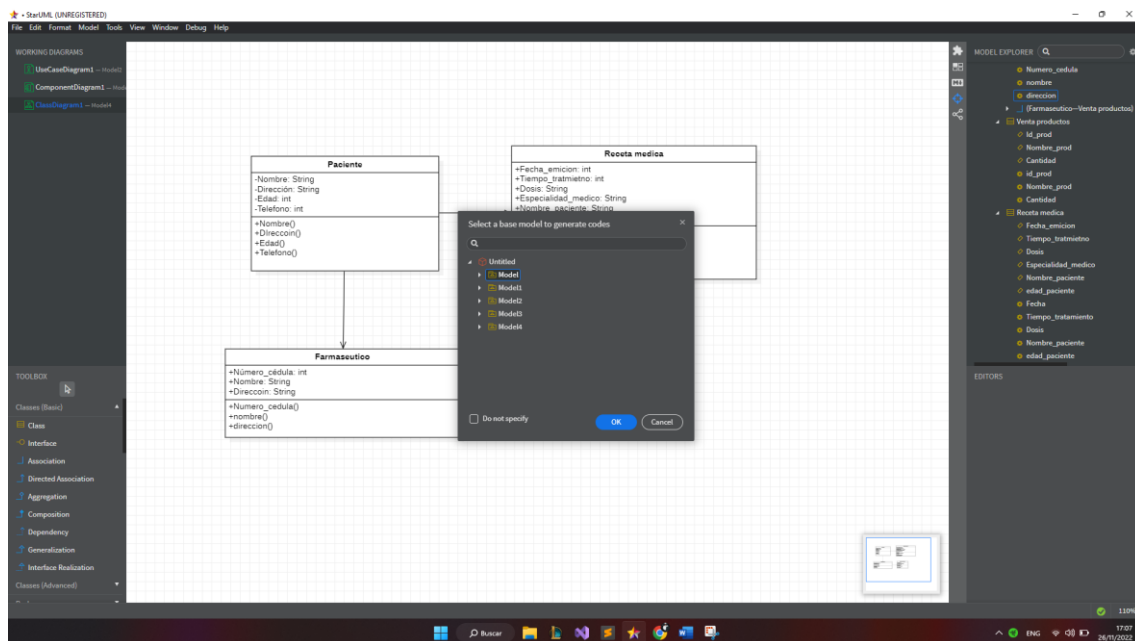 StarUML (UNREGISTERED)
File Edit Format Model Tools View Window Debug Help
WORKING DIAGRAMS
UseCaseDiagram1 — Model2
ComponentDiagram1 — Mod
ClassDiagram1 — Model4
TOOLBOX
Classes (Basic)
Class
Interface
Association
Directed Association
Aggregation
Composition
Dependency
Generalization
Interface Realization
Classes (Advanced)
Paciente
-Nombre: String
-Dirección: String
-Edad: int
-Telefono: int
+Nombre()
+DIreccoin()
+Edad()
+Telefono()
Receta medica
+Fecha_emicion: int
+Tiempo_tratmietno: int
+Dosis: String
+Especialidad_medico: String
+Nombre_paciente: String
Farmaseutico
+Número_cédula: int
+Nombre: String
+Direccoin: String
+Numero_cedula()
+nombre()
+direccion()
Select a base model to generate codes
Untitled
Model
Model1
Model2
Model3
Model4
Do not specify
OK
Cancel
MODEL EXPLORER
Numero_cedula
nombre
direccion
(Farmaseutico—Venta productos)
Venta productos
Id_prod
Nombre_prod
Cantidad
id_prod
Nombre_prod
Cantidad
Receta medica
Fecha_emicion
Tiempo_tratmietno
Dosis
Especialidad_medico
Nombre_paciente
edad_paciente
Fecha
Tiempo_tratamiento
Dosis
Nombre_paciente
edad_paciente
EDITORS
110%
Buscar
ENG
17:07
26/11/2022